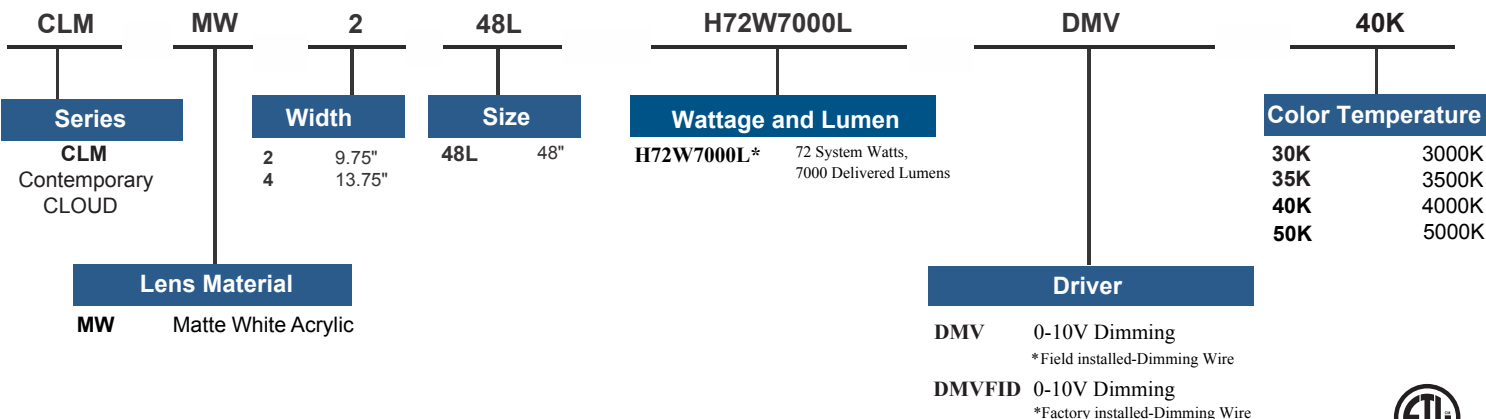 CLM MW 2 48L H72W7000L DMV 40K
Series
CLM
Contemporary
CLOUD
Width
2 9.75"
4 13.75"
Size
48L 48"
Wattage and Lumen
H72W7000L* 72 System Watts,
7000 Delivered Lumens
Color Temperature
30K 3000K
35K 3500K
40K 4000K
50K 5000K
Lens Material
MW Matte White Acrylic
Driver
DMV 0-10V Dimming
*Field installed-Dimming Wire
DMVFID 0-10V Dimming
*Factory installed-Dimming Wire
ETL